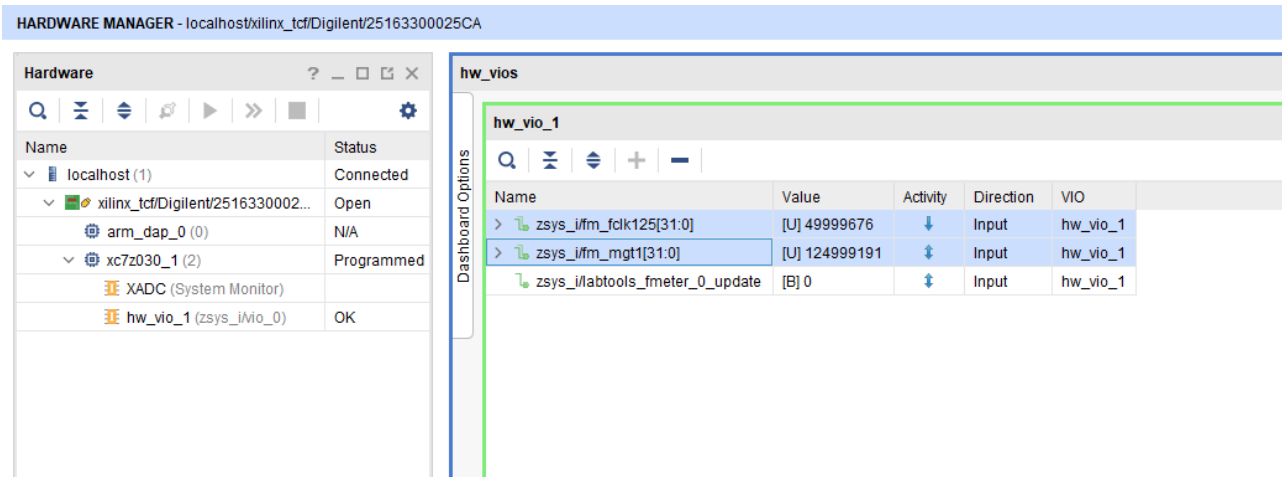 HARDWARE MANAGER - localhost/xilinx_tcf/Digilent/25163300025CA
Hardware
Name Status
localhost (1) Connected
xilinx_tcf/Digilent/2516330002... Open
arm_dap_0 (0) N/A
xc7z030_1 (2) Programmed
XADC (System Monitor)
hw_vio_1 (zsys_i/vio_0) OK
hw_vios
Dashboard Options
hw_vio_1
Name Value Activity Direction VIO
zsys_i/fm_fclk125[31:0] [U] 49999676 Input hw_vio_1
zsys_i/fm_mgt1[31:0] [U] 124999191 Input hw_vio_1
zsys_i/labtools_fmeter_0_update [B] 0 Input hw_vio_1